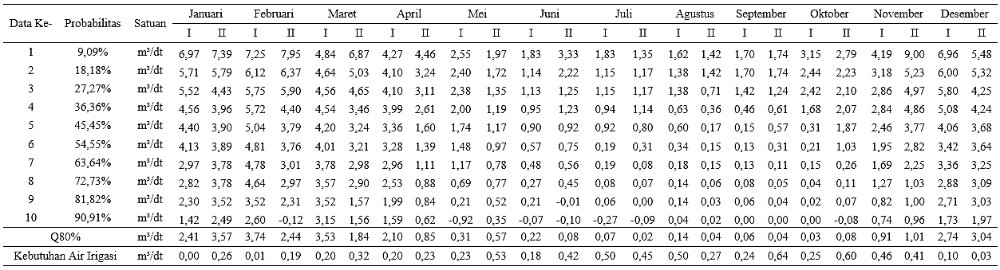 Data Ke- Probabilitas Satuan Januari Februari Maret April Mei Juni Juli Agustus September Oktober November Desember
I II I II I II I II I II I II I II I II I II I II I II I II
1 9,09% m³/dt 6,97 7,39 7,25 7,95 4,84 6,87 4,27 4,46 2,55 1,97 1,83 3,33 1,83 1,35 1,62 1,42 1,70 1,74 3,15 2,79 4,19 9,00 6,96 5,48
2 18,18% m³/dt 5,71 5,79 6,12 6,37 4,64 5,03 4,10 3,24 2,40 1,72 1,14 2,22 1,15 1,17 1,38 1,42 1,70 1,74 2,44 2,23 3,18 5,23 6,00 5,32
3 27,27% m³/dt 5,52 4,43 5,75 5,90 4,56 4,65 4,10 3,11 2,38 1,35 1,13 1,25 1,15 1,17 1,38 0,71 1,42 1,24 2,42 2,10 2,86 4,97 5,80 4,25
4 36,36% m³/dt 4,56 3,96 5,72 4,40 4,54 3,46 3,99 2,61 2,00 1,19 0,95 1,23 0,94 1,14 0,63 0,36 0,46 0,61 1,68 2,07 2,84 4,86 5,08 4,24
5 45,45% m³/dt 4,40 3,90 5,04 3,79 4,20 3,24 3,36 1,60 1,74 1,17 0,90 0,92 0,92 0,80 0,60 0,17 0,15 0,57 0,31 1,87 2,46 3,77 4,06 3,68
6 54,55% m³/dt 4,13 3,89 4,81 3,76 4,01 3,21 3,28 1,39 1,48 0,97 0,57 0,75 0,19 0,31 0,34 0,15 0,13 0,31 0,21 1,03 1,95 2,82 3,42 3,64
7 63,64% m³/dt 2,97 3,78 4,78 3,01 3,78 2,98 2,96 1,11 1,17 0,78 0,48 0,56 0,19 0,08 0,18 0,15 0,13 0,11 0,15 0,26 1,69 2,25 3,36 3,25
8 72,73% m³/dt 2,82 3,78 4,64 2,97 3,57 2,90 2,53 0,88 0,69 0,77 0,27 0,45 0,08 0,07 0,14 0,06 0,08 0,05 0,04 0,11 1,27 1,03 2,88 3,09
9 81,82% m³/dt 2,30 3,52 3,52 2,31 3,52 1,57 1,99 0,84 0,21 0,52 0,21 -0,01 0,06 0,00 0,14 0,03 0,06 0,04 0,02 0,07 0,82 1,00 2,71 3,03
10 90,91% m³/dt 1,42 2,49 2,60 -0,12 3,15 1,56 1,59 0,62 -0,92 0,35 -0,07 -0,10 -0,27 -0,09 0,04 0,02 0,00 0,00 0,00 -0,08 0,74 0,96 1,73 1,97
Q80% m³/dt 2,41 3,57 3,74 2,44 3,53 1,84 2,10 0,85 0,31 0,57 0,22 0,08 0,07 0,02 0,14 0,04 0,06 0,04 0,03 0,08 0,91 1,01 2,74 3,04
Kebutuhan Air Irigasi m³/dt 0,00 0,26 0,01 0,19 0,20 0,32 0,20 0,23 0,23 0,53 0,18 0,42 0,50 0,45 0,50 0,27 0,24 0,64 0,25 0,60 0,46 0,41 0,10 0,03